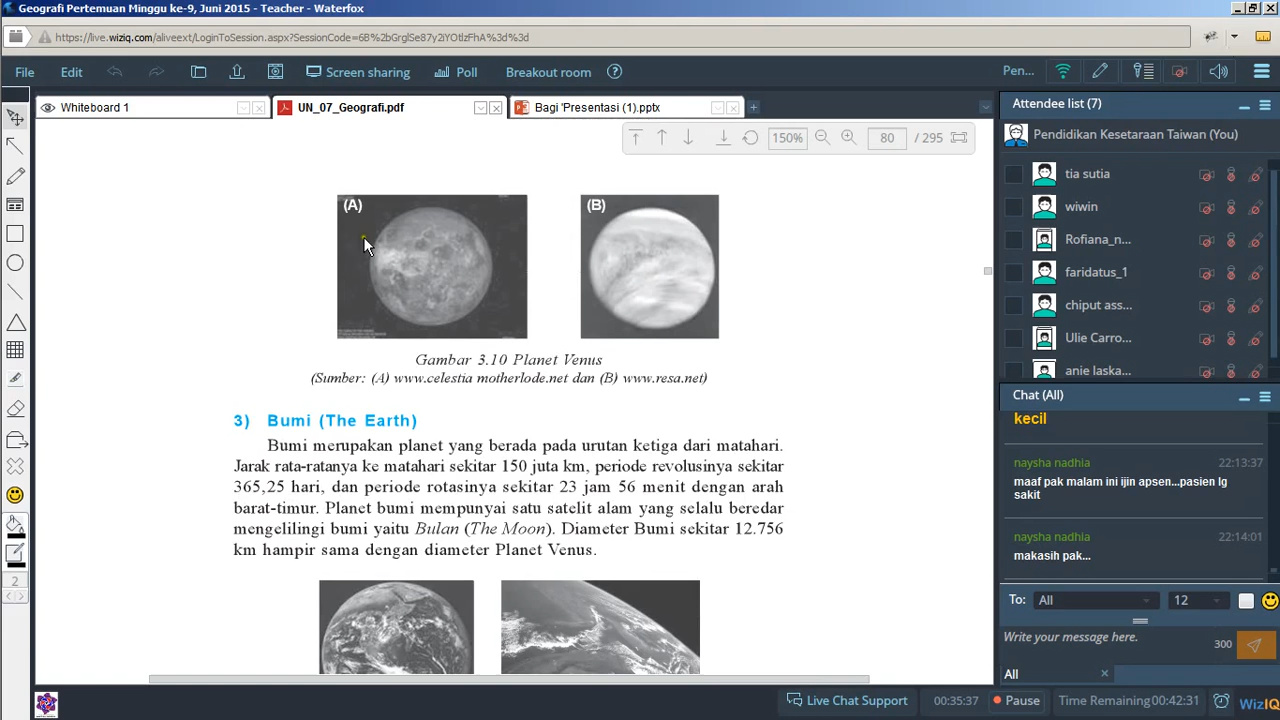 Geografi Pertemuan Minggu ke-9, Juni 2015 - Teacher - Waterfox
https://live.wiziq.com/aliveext/LoginToSession.aspx?SessionCode=6B%2bGrglSe87y2iYOtlzFhA%3d%3d
File Edit Screen sharing Poll Breakout room Pen...
Whiteboard 1 UN_07_Geografi.pdf Bagi 'Presentasi (1).pptx
150% 80 / 295
(A) (B)
Gambar 3.10 Planet Venus
(Sumber: (A) www.celestia motherlode.net dan (B) www.resa.net)
3) Bumi (The Earth)
Bumi merupakan planet yang berada pada urutan ketiga dari matahari.
Jarak rata-ratanya ke matahari sekitar 150 juta km, periode revolusinya sekitar
365,25 hari, dan periode rotasinya sekitar 23 jam 56 menit dengan arah
barat-timur. Planet bumi mempunyai satu satelit alam yang selalu beredar
mengelilingi bumi yaitu Bulan (The Moon). Diameter Bumi sekitar 12.756
km hampir sama dengan diameter Planet Venus.
2
Attendee list (7)
Pendidikan Kesetaraan Taiwan (You)
tia sutia
wiwin
Rofiana_n...
faridatus_1
chiput ass...
Ulie Carro...
anie laska...
Chat (All)
kecil
naysha nadhia 22:13:37
maaf pak malam ini ijin apsen...pasien lg
sakit
naysha nadhia 22:14:01
makasih pak...
To: All 12
Write your message here. 300
All
Live Chat Support 00:35:37 Pause Time Remaining 00:42:31 WizIQ